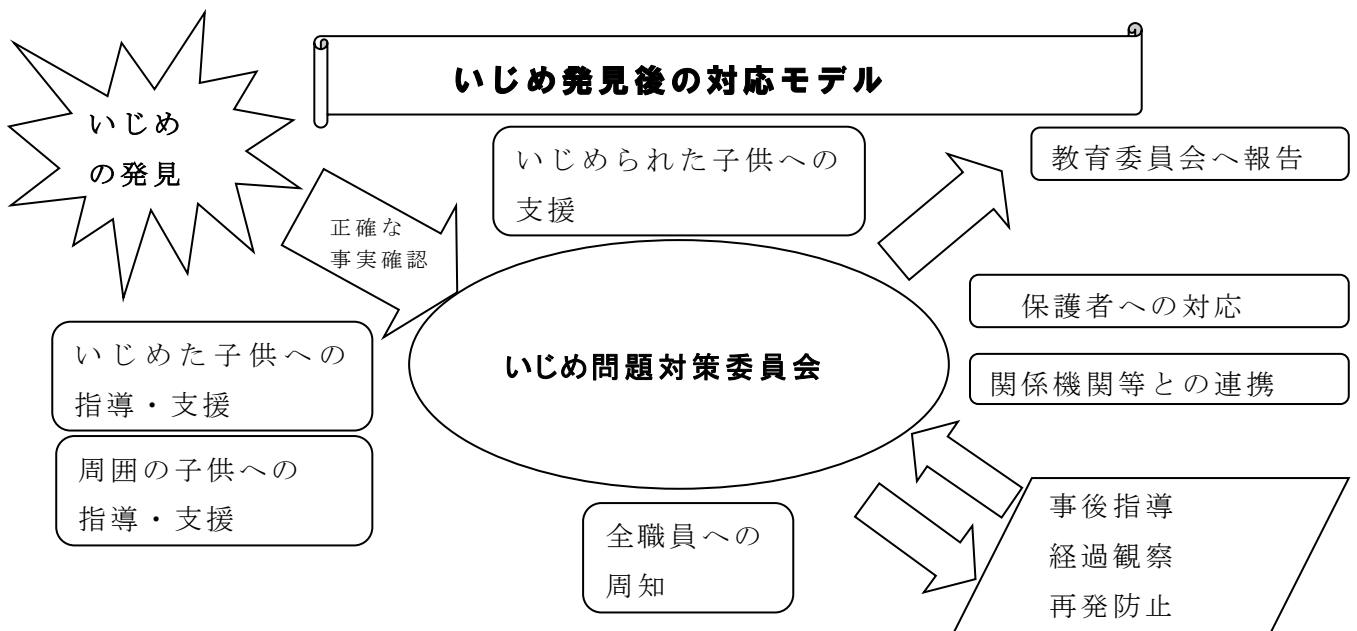 いじめ発見後の対応モデル
いじめ
の発見
正確な
事実確認
いじめられた子供への
支援
教育委員会へ報告
保護者への対応
関係機関等との連携
いじめた子供への
指導・支援
いじめ問題対策委員会
周囲の子供への
指導・支援
全職員への
周知
事後指導
経過観察
再発防止